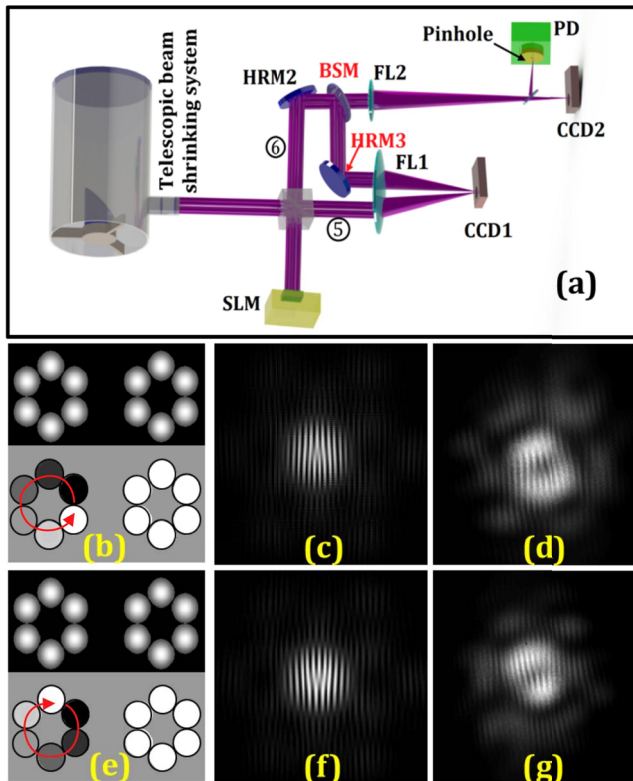 Telescopic beam
shrinking system
HRM2
BSM
FL2
Pinhole
PD
CCD2
⑥
HRM3
FL1
⑤
CCD1
SLM
(a)
(b)
(c)
(d)
(e)
(f)
(g)